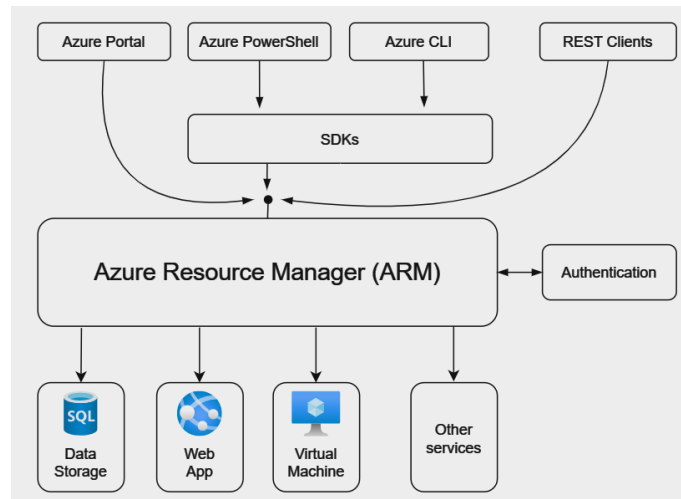 Azure Portal
Azure PowerShell
Azure CLI
REST Clients
SDKs
Azure Resource Manager (ARM)
Authentication
SQL
Data
Storage
Web
App
Virtual
Machine
Other
services